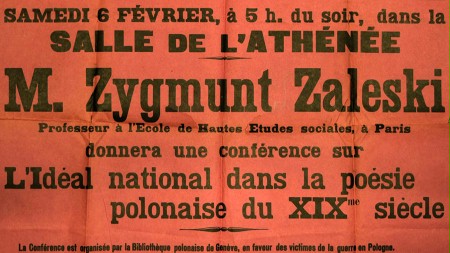 SAMEDI 6 FÉVRIER, à 5 h. du soir, dans la
SALLE DE L'ATHÉNÉE
M. Zygmunt Zaleski
Professeur à l'Ecole de Hautes Etudes sociales, à Paris
donnera une conférence sur
L'Idéal national dans la poésie
polonaise du XIXme siècle
La Conférence est organisée par la Bibliothèque polonaise de Genève, en faveur des victimes de la guerre en Pologne.